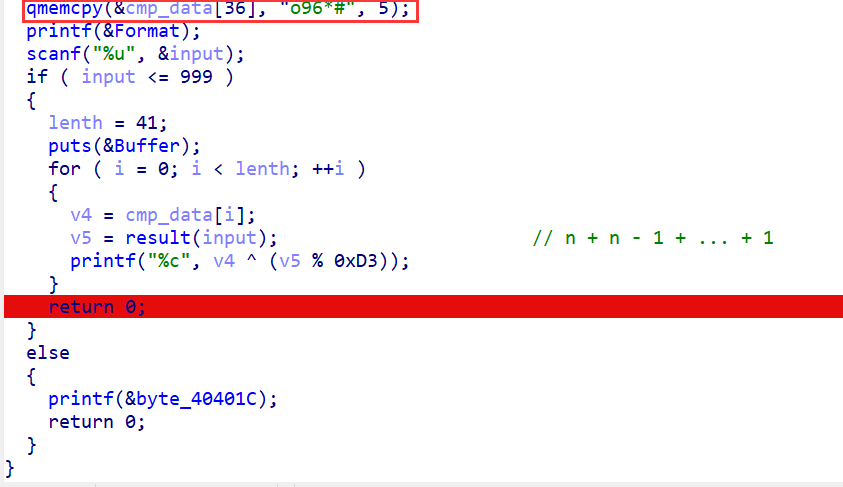 qmemcpy(&cmp_data[36], "o96*#", 5);
printf(&Format);
scanf("%u", &input);
if ( input <= 999 )
{
lenth = 41;
puts(&Buffer);
for ( i = 0; i < lenth; ++i )
{
v4 = cmp_data[i];
v5 = result(input); // n + n - 1 + ... + 1
printf("%c", v4 ^ (v5 % 0xD3));
}
return 0;
}
else
{
printf(&byte_40401C);
return 0;
}
}